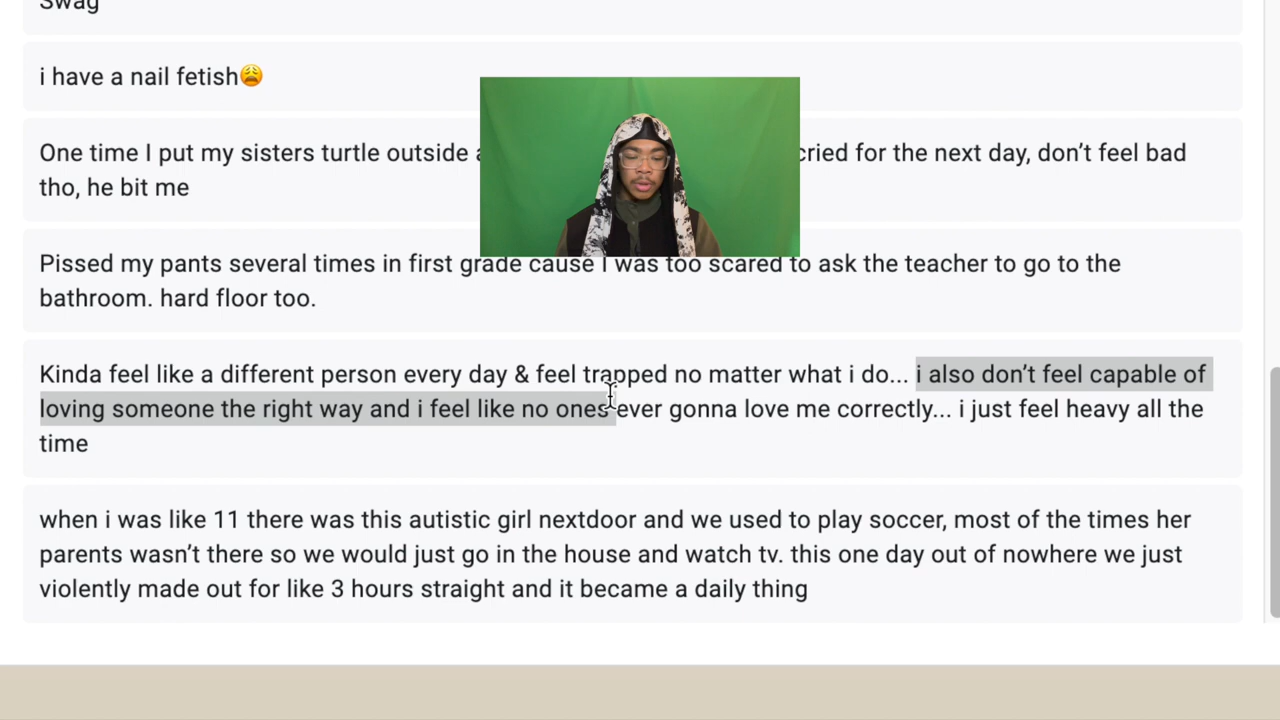 Swag
i have a nail fetish😩
One time I put my sisters turtle outside cried for the next day, don’t feel bad
tho, he bit me
Pissed my pants several times in first grade cause I was too scared to ask the teacher to go to the
bathroom. hard floor too.
Kinda feel like a different person every day & feel trapped no matter what i do... i also don’t feel capable of
loving someone the right way and i feel like no ones ever gonna love me correctly... i just feel heavy all the
time
when i was like 11 there was this autistic girl nextdoor and we used to play soccer, most of the times her
parents wasn’t there so we would just go in the house and watch tv. this one day out of nowhere we just
violently made out for like 3 hours straight and it became a daily thing